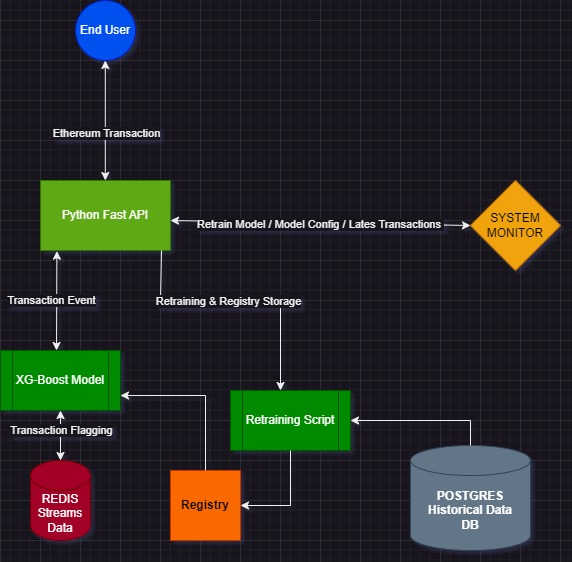 End User
Ethereum Transaction
Python Fast API
Retrain Model / Model Config / Lates Transactions
SYSTEM
MONITOR
Transaction Event
Retraining & Registry Storage
XG-Boost Model
Retraining Script
Transaction Flagging
REDIS
Streams
Data
Registry
POSTGRES
Historical Data
DB